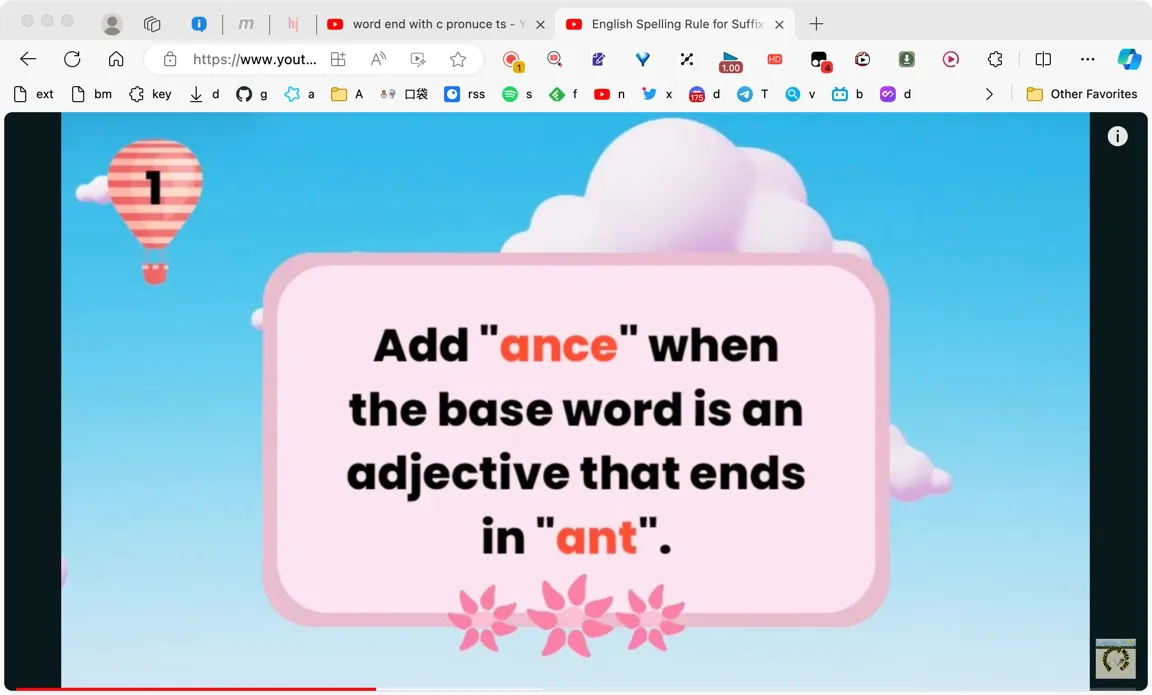 m
hj
word end with c pronuce ts -
English Spelling Rule for Suffix
https://www.yout...
1
1.00
HD
4
ext
bm
key
d
g
a
A
口袋
rss
s
f
n
x
175
d
T
v
b
d
Other Favorites
1
Add "ance" when
the base word is an
adjective that ends
in "ant".